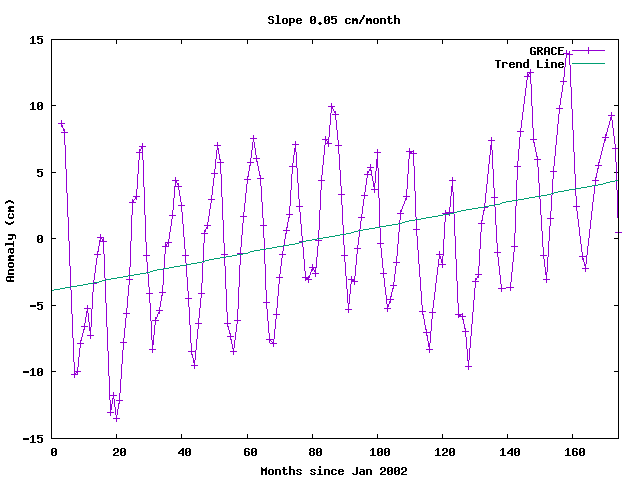 Slope 0.05 cm/month
GRACE
Trend Line
15
10
5
0
-5
-10
-15
Anomaly (cm)
0 20 40 60 80 100 120 140 160
Months since Jan 2002